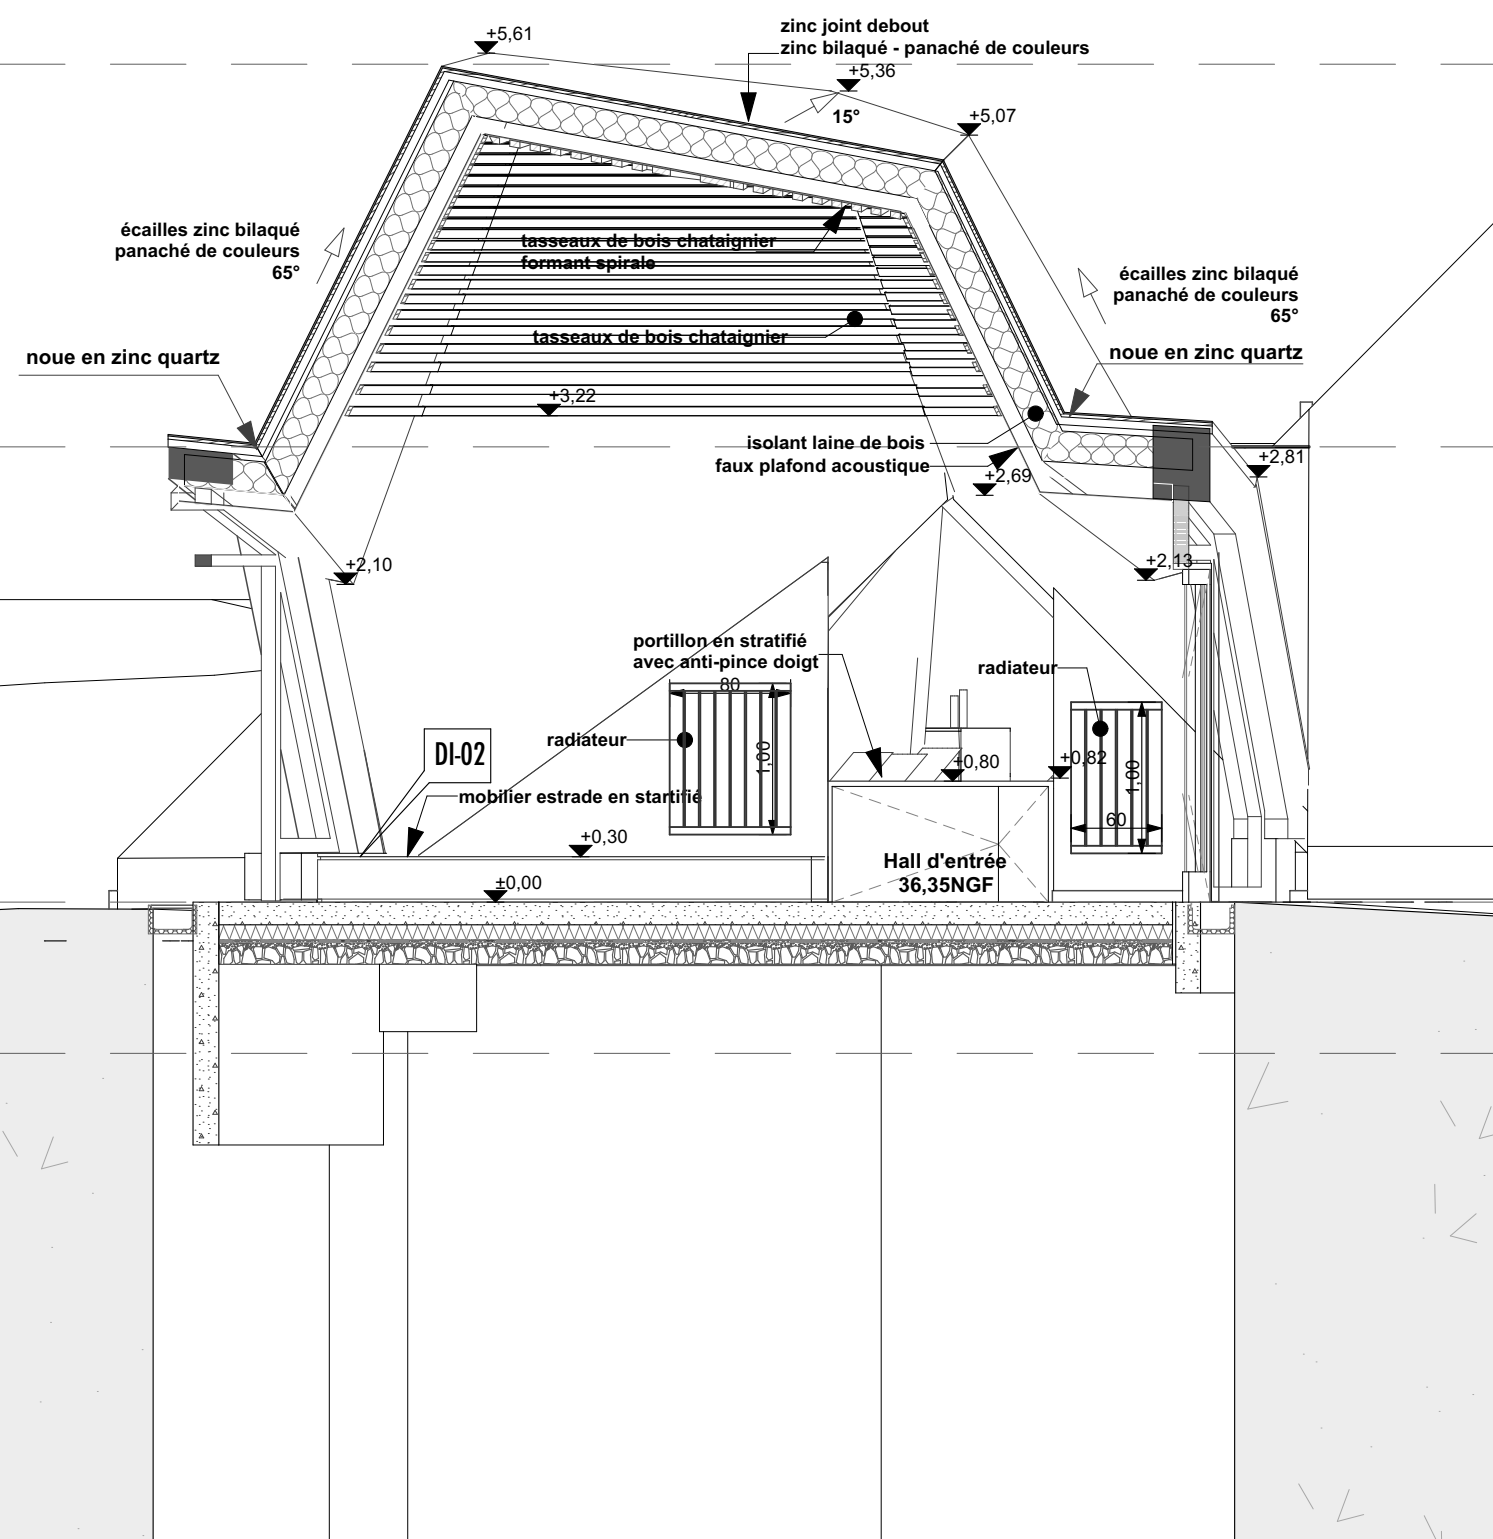 zinc joint debout
zinc bilaqué - panaché de couleurs
+5,61
+5,36
15°
+5,07
écailles zinc bilaqué
panaché de couleurs
65°
tasseaux de bois chataignier
formant spirale
écailles zinc bilaqué
panaché de couleurs
65°
tasseaux de bois chataignier
noue en zinc quartz
noue en zinc quartz
+3,22
isolant laine de bois
faux plafond acoustique
+2,81
+2,69
+2,10
+2,13
portillon en stratifié
avec anti-pince doigt
radiateur
80
radiateur
1,00
DI-02
+0,80
+0,82
1,00
mobilier estrade en startifié
60
+0,30
Hall d'entrée
36,35NGF
±0,00